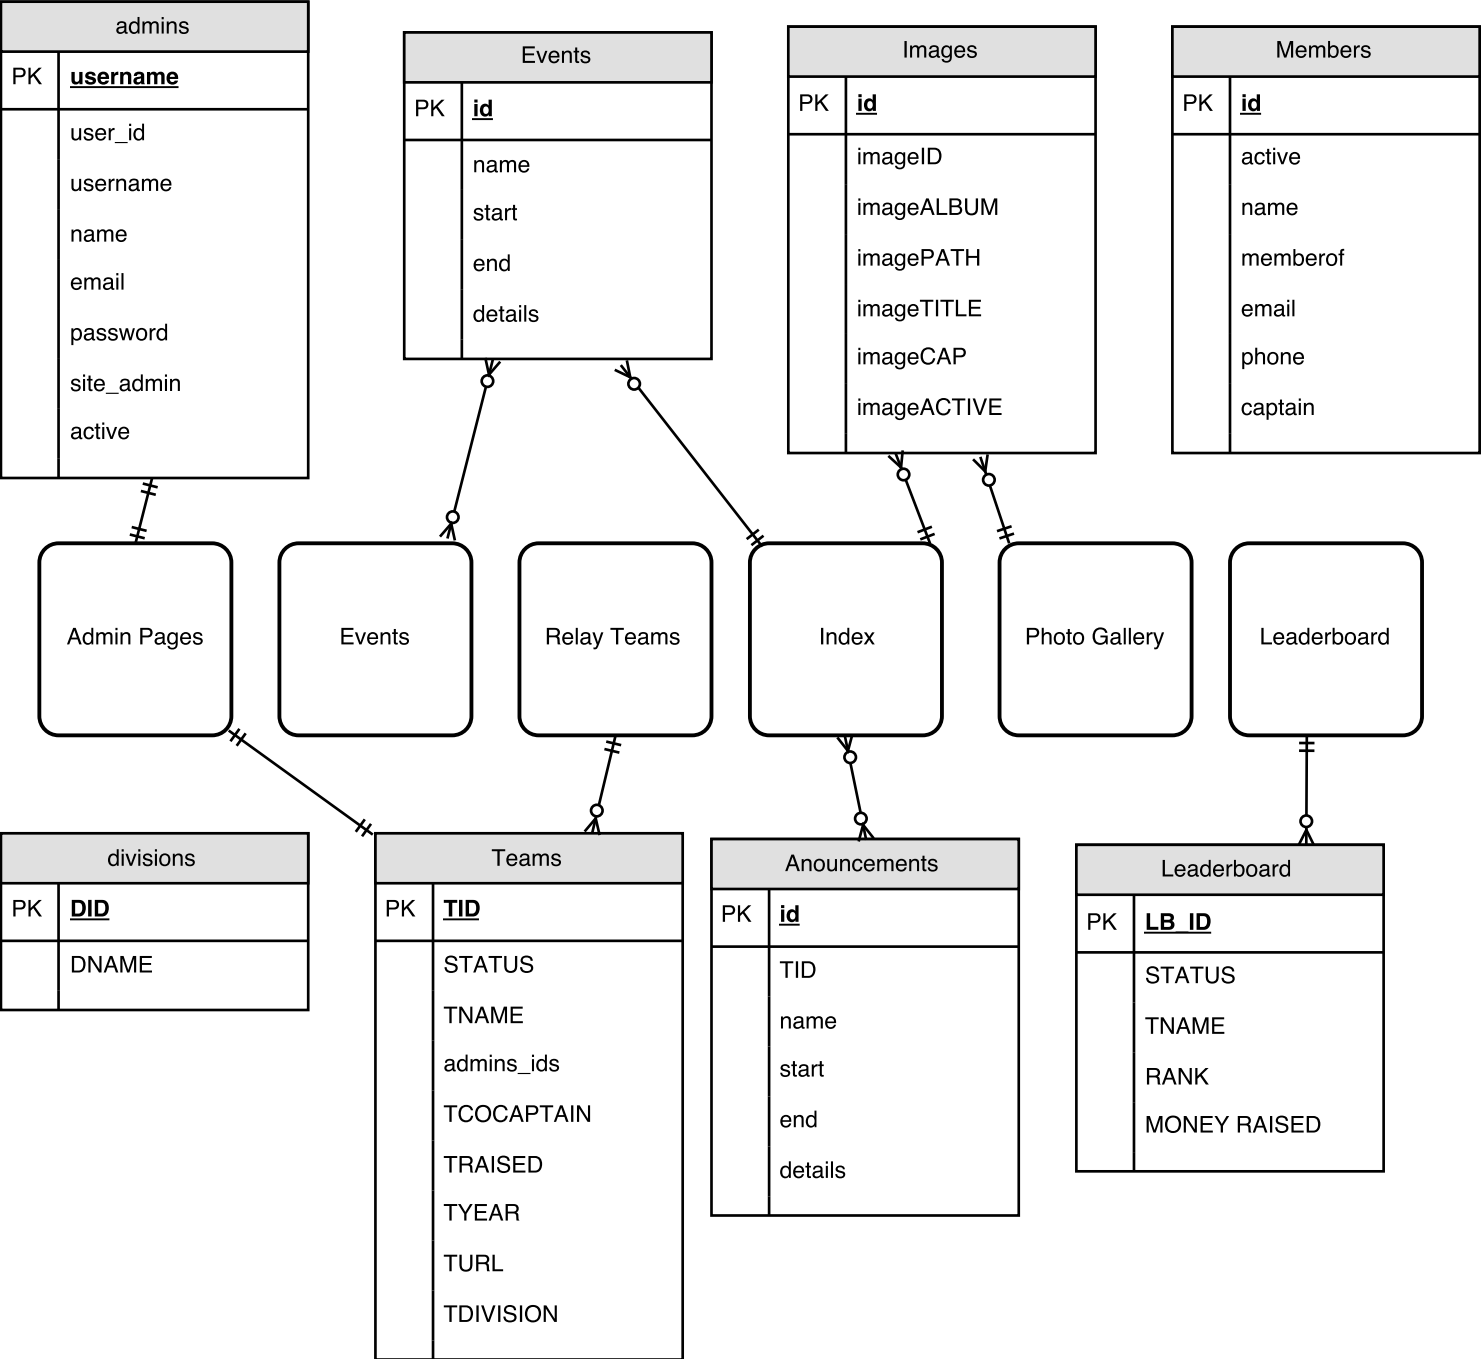 admins
PK username
user_id
username
name
email
password
site_admin
active
Events
PK id
name
start
end
details
Images
PK id
imageID
imageALBUM
imagePATH
imageTITLE
imageCAP
imageACTIVE
Members
PK id
active
name
memberof
email
phone
captain
Admin Pages
Events
Relay Teams
Index
Photo Gallery
Leaderboard
divisions
PK DID
DNAME
Teams
PK TID
STATUS
TNAME
admins_ids
TCOCAPTAIN
TRAISED
TYEAR
TURL
TDIVISION
Anouncements
PK id
TID
name
start
end
details
Leaderboard
PK LB_ID
STATUS
TNAME
RANK
MONEY RAISED